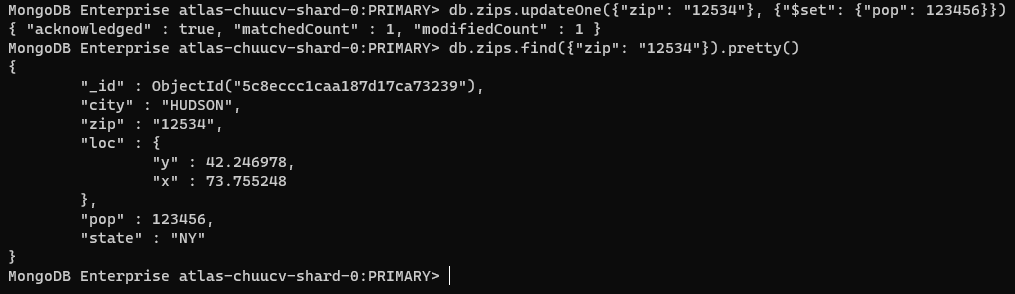 MongoDB Enterprise atlas-chuucv-shard-0:PRIMARY> db.zips.updateOne({"zip": "12534"}, {"$set": {"pop": 123456}})
{ "acknowledged" : true, "matchedCount" : 1, "modifiedCount" : 1 }
MongoDB Enterprise atlas-chuucv-shard-0:PRIMARY> db.zips.find({"zip": "12534"}).pretty()
{
        "_id" : ObjectId("5c8eccc1caa187d17ca73239"),
        "city" : "HUDSON",
        "zip" : "12534",
        "loc" : {
                "y" : 42.246978,
                "x" : 73.755248
        },
        "pop" : 123456,
        "state" : "NY"
}
MongoDB Enterprise atlas-chuucv-shard-0:PRIMARY>